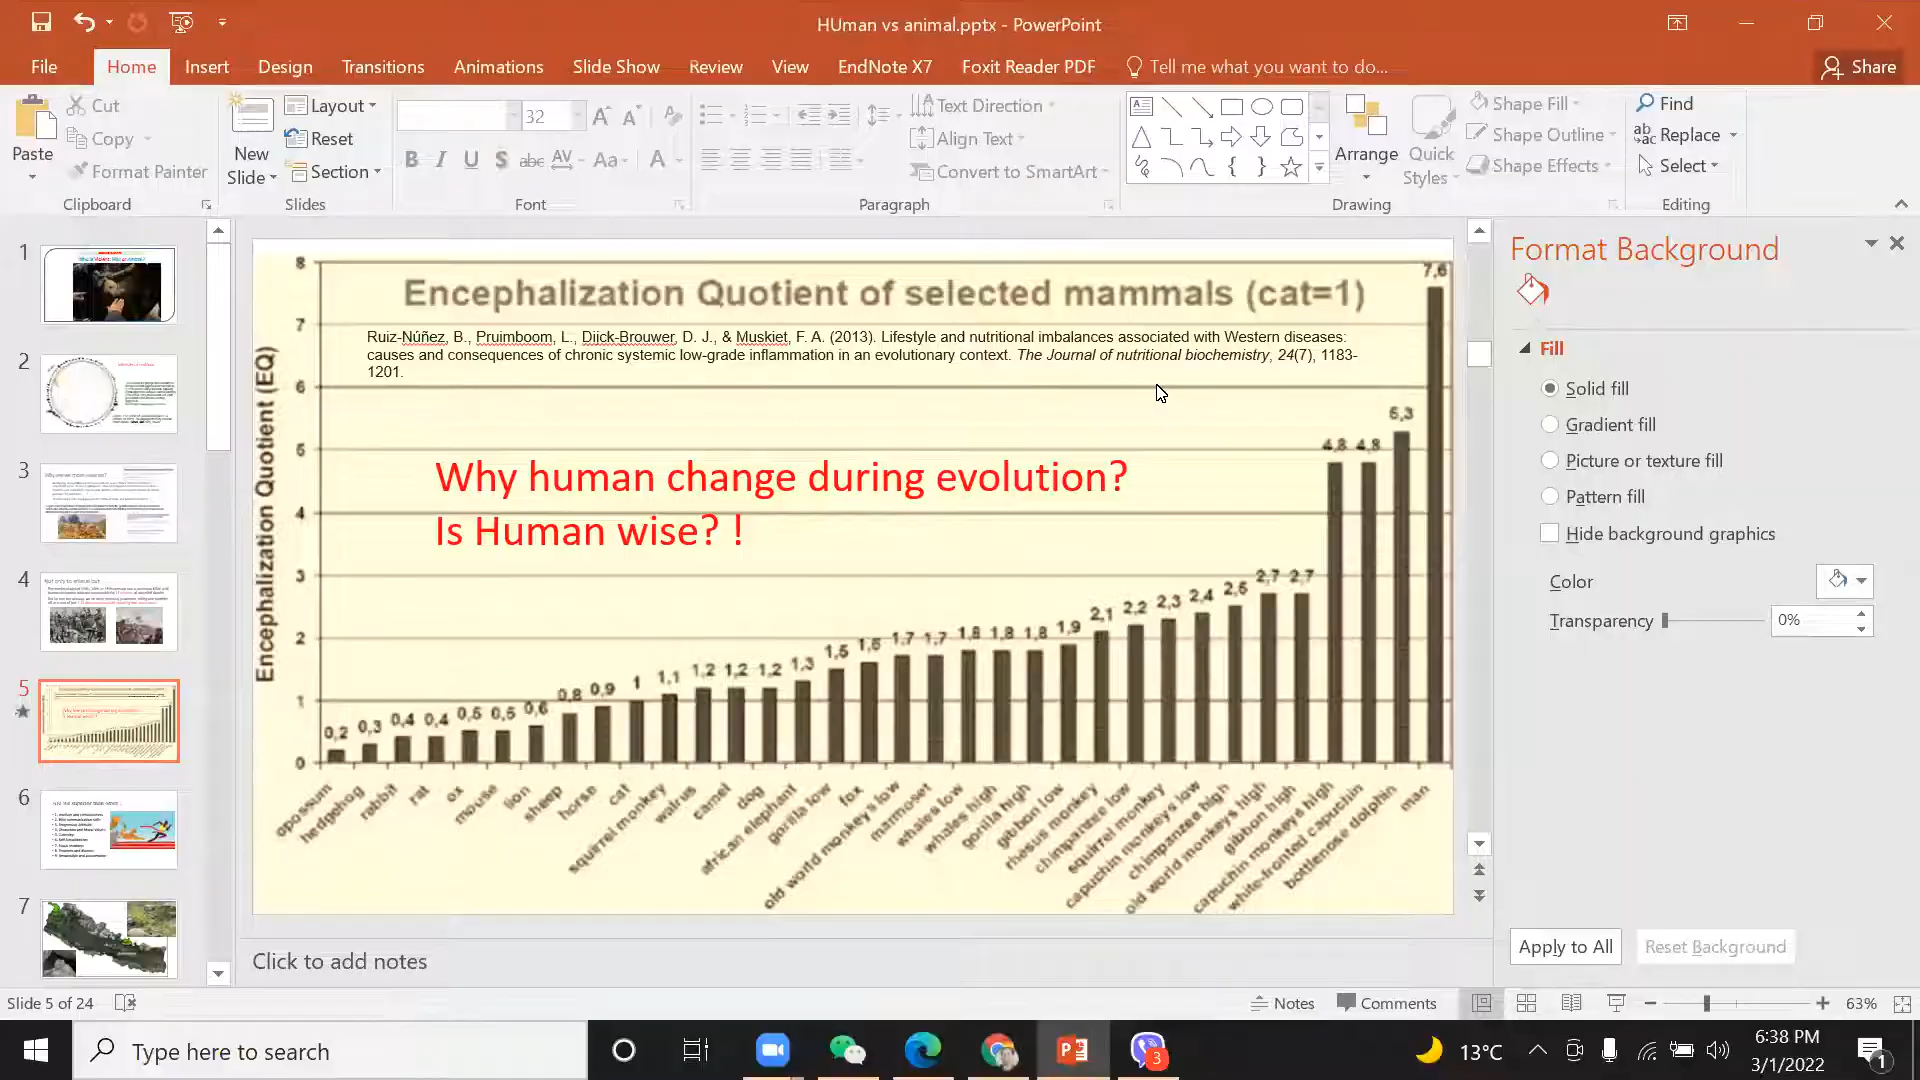 HUman vs animal.pptx - PowerPoint
File Home Insert Design Transitions Animations Slide Show Review View EndNote X7 Foxit Reader PDF Tell me what you want to do... Share
Paste Cut Copy Format Painter Clipboard
New Slide Layout Reset Section Slides
32 Font
Text Direction Align Text Convert to SmartArt Paragraph
Arrange Quick Styles Shape Fill Shape Outline Shape Effects Drawing
Find Replace Select Editing
1
2
3
4
5
6
7
Encephalization Quotient of selected mammals (cat=1)
Ruiz-Núñez, B., Pruimboom, L., Dijck-Brouwer, D. J., & Muskiet, F. A. (2013). Lifestyle and nutritional imbalances associated with Western diseases:
causes and consequences of chronic systemic low-grade inflammation in an evolutionary context. The Journal of nutritional biochemistry, 24(7), 1183-
1201.
Why human change during evolution?
Is Human wise? !
Encephalization Quotient (EQ)
8
7
6
5
4
3
2
1
0
0,2 0,3 0,4 0,4 0,5 0,5 0,6 0,8 0,9 1 1,1 1,2 1,2 1,2 1,3 1,5 1,6 1,7 1,7 1,8 1,8 1,8 1,9 2,1 2,2 2,3 2,4 2,5 2,7 2,7 4,8 4,8 5,3 7,6
opossum
hedgehog
rabbit
rat
ox
mouse
lion
sheep
horse
cat
squirrel monkey
walrus
camel
dog
african elephant
gorilla low
fox
old world monkeys low
marmoset
whales low
whales high
gorilla high
gibbon low
rhesus monkey
chimpanzee low
squirrel monkey
capuchin monkeys low
chimpanzee high
old world monkeys high
gibbon high
capuchin monkeys high
white-fronted capuchin
bottlenose dolphin
man
Click to add notes
Format Background
Fill
Solid fill
Gradient fill
Picture or texture fill
Pattern fill
Hide background graphics
Color
Transparency 0%
Apply to All Reset Background
Slide 5 of 24 Notes Comments 63%
Type here to search
3
13°C
6:38 PM
3/1/2022
1